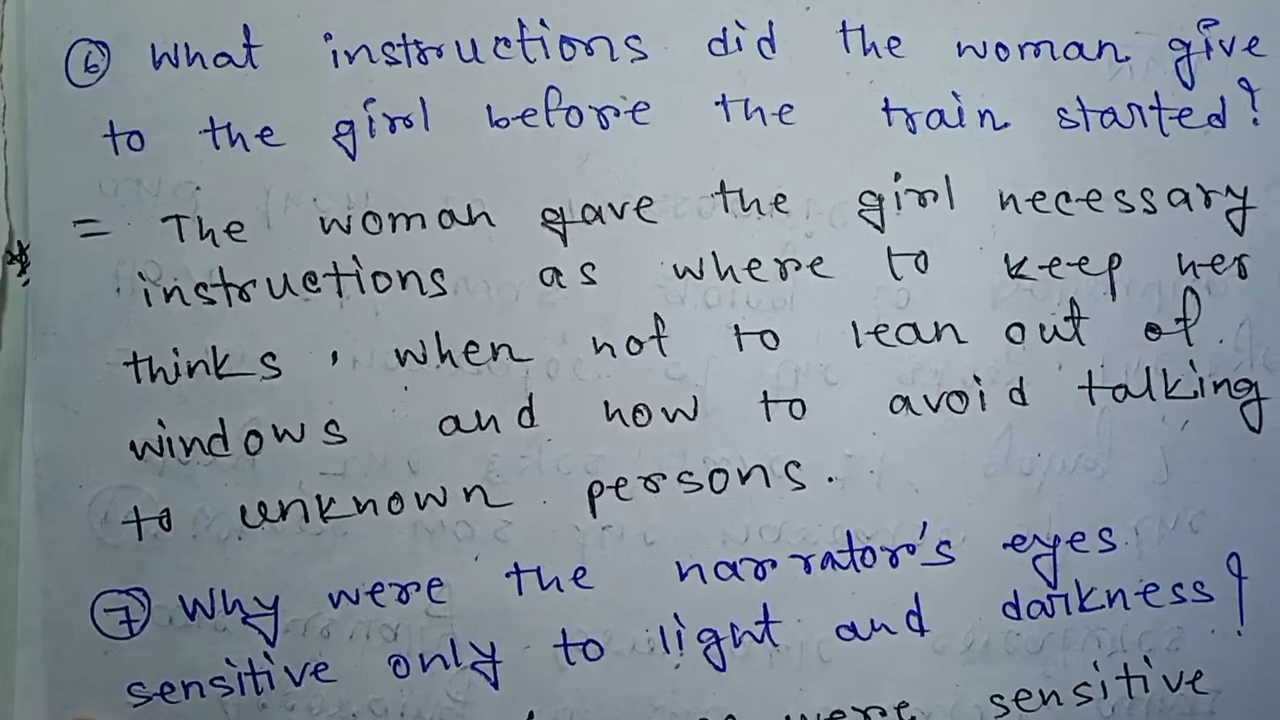 ⑥ What instructions did the woman give
to the girl before the train started?
= The woman gave the girl necessary
instructions as where to keep her
thinks, when not to lean out of
windows and how to avoid talking
to unknown persons.
⑦ Why were the narrator's eyes
sensitive only to light and darkness?
were sensitive